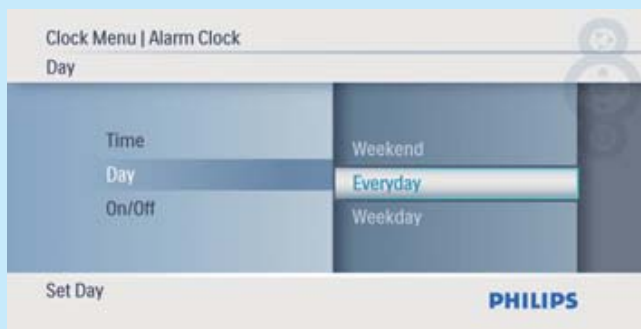 Clock Menu | Alarm Clock
Day
Time
Day
On/Off
Weekend
Everyday
Weekday
Set Day
PHILIPS